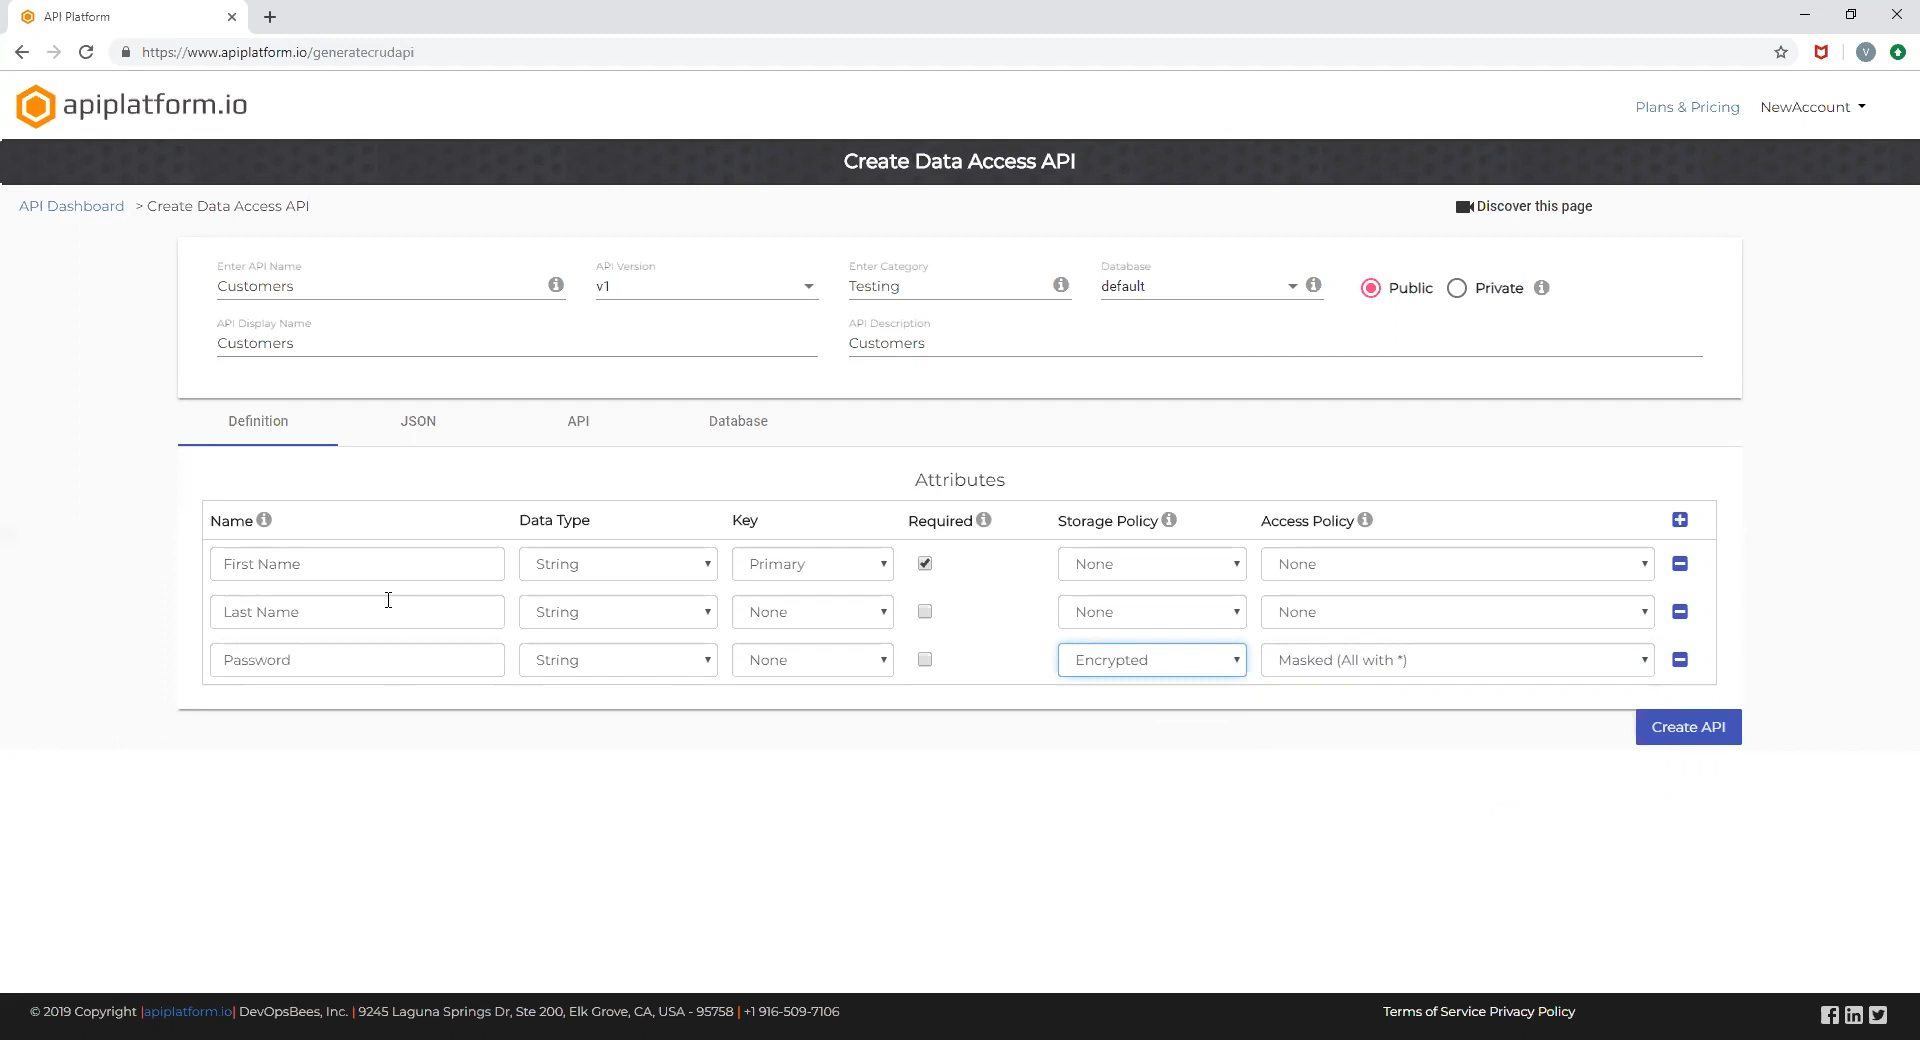 API Platform
https://www.apiplatform.io/generatecrudapi
V
apiplatform.io
Plans & Pricing NewAccount
Create Data Access API
API Dashboard > Create Data Access API
Discover this page
Enter API Name API Version Enter Category Database
Customers v1 Testing default Public Private
API Display Name API Description
Customers Customers
Definition JSON API Database
Attributes
Name Data Type Key Required Storage Policy Access Policy
First Name String Primary None None
Last Name String None None None
Password String None Encrypted Masked (All with *)
Create API
© 2019 Copyright |apiplatform.io| DevOpsBees, Inc. | 9245 Laguna Springs Dr, Ste 200, Elk Grove, CA, USA - 95758 | +1 916-509-7106
Terms of Service Privacy Policy